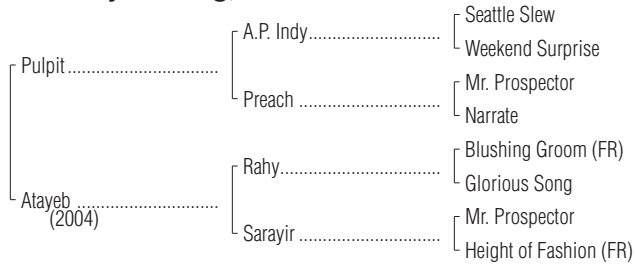 Seattle Slew
A.P. Indy..............................
Weekend Surprise
Pulpit................................
Mr. Prospector
Preach ..............................
Narrate
Blushing Groom (FR)
Rahy..................................
Glorious Song
Atayeb ..............................
(2004)
Mr. Prospector
Sarayir ..............................
Height of Fashion (FR)